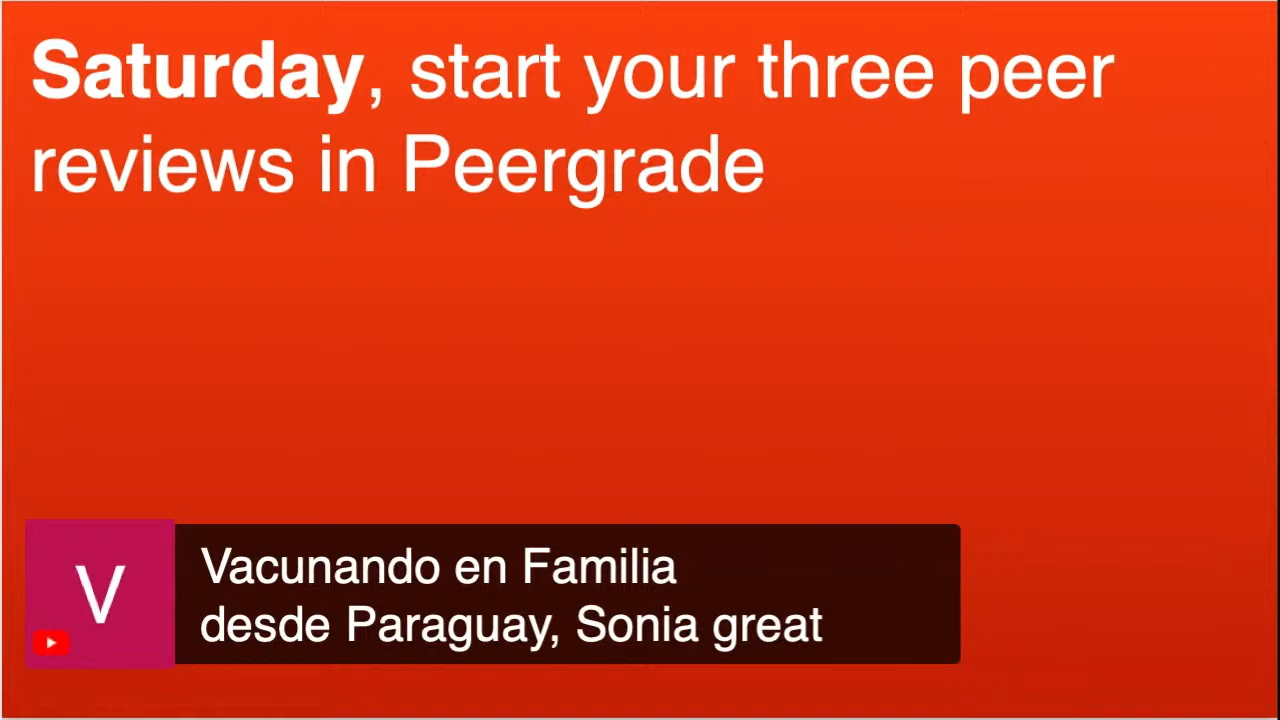 Saturday, start your three peer
reviews in Peergrade
V
Vacunando en Familia
desde Paraguay, Sonia great